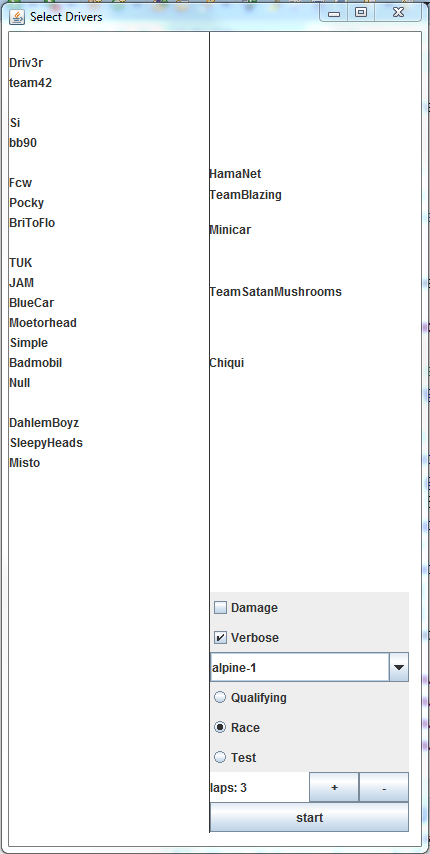 Select Drivers
Driv3r
team42
Si
bb90
Fcw
Pocky
BriToFlo
TUK
JAM
BlueCar
Moetorhead
Simple
Badmobil
Null
DahlemBoyz
SleepyHeads
Misto
HamaNet
TeamBlazing
Minicar
TeamSatanMushrooms
Chiqui
Damage
Verbose
alpine-1
Qualifying
Race
Test
laps: 3 + -
start